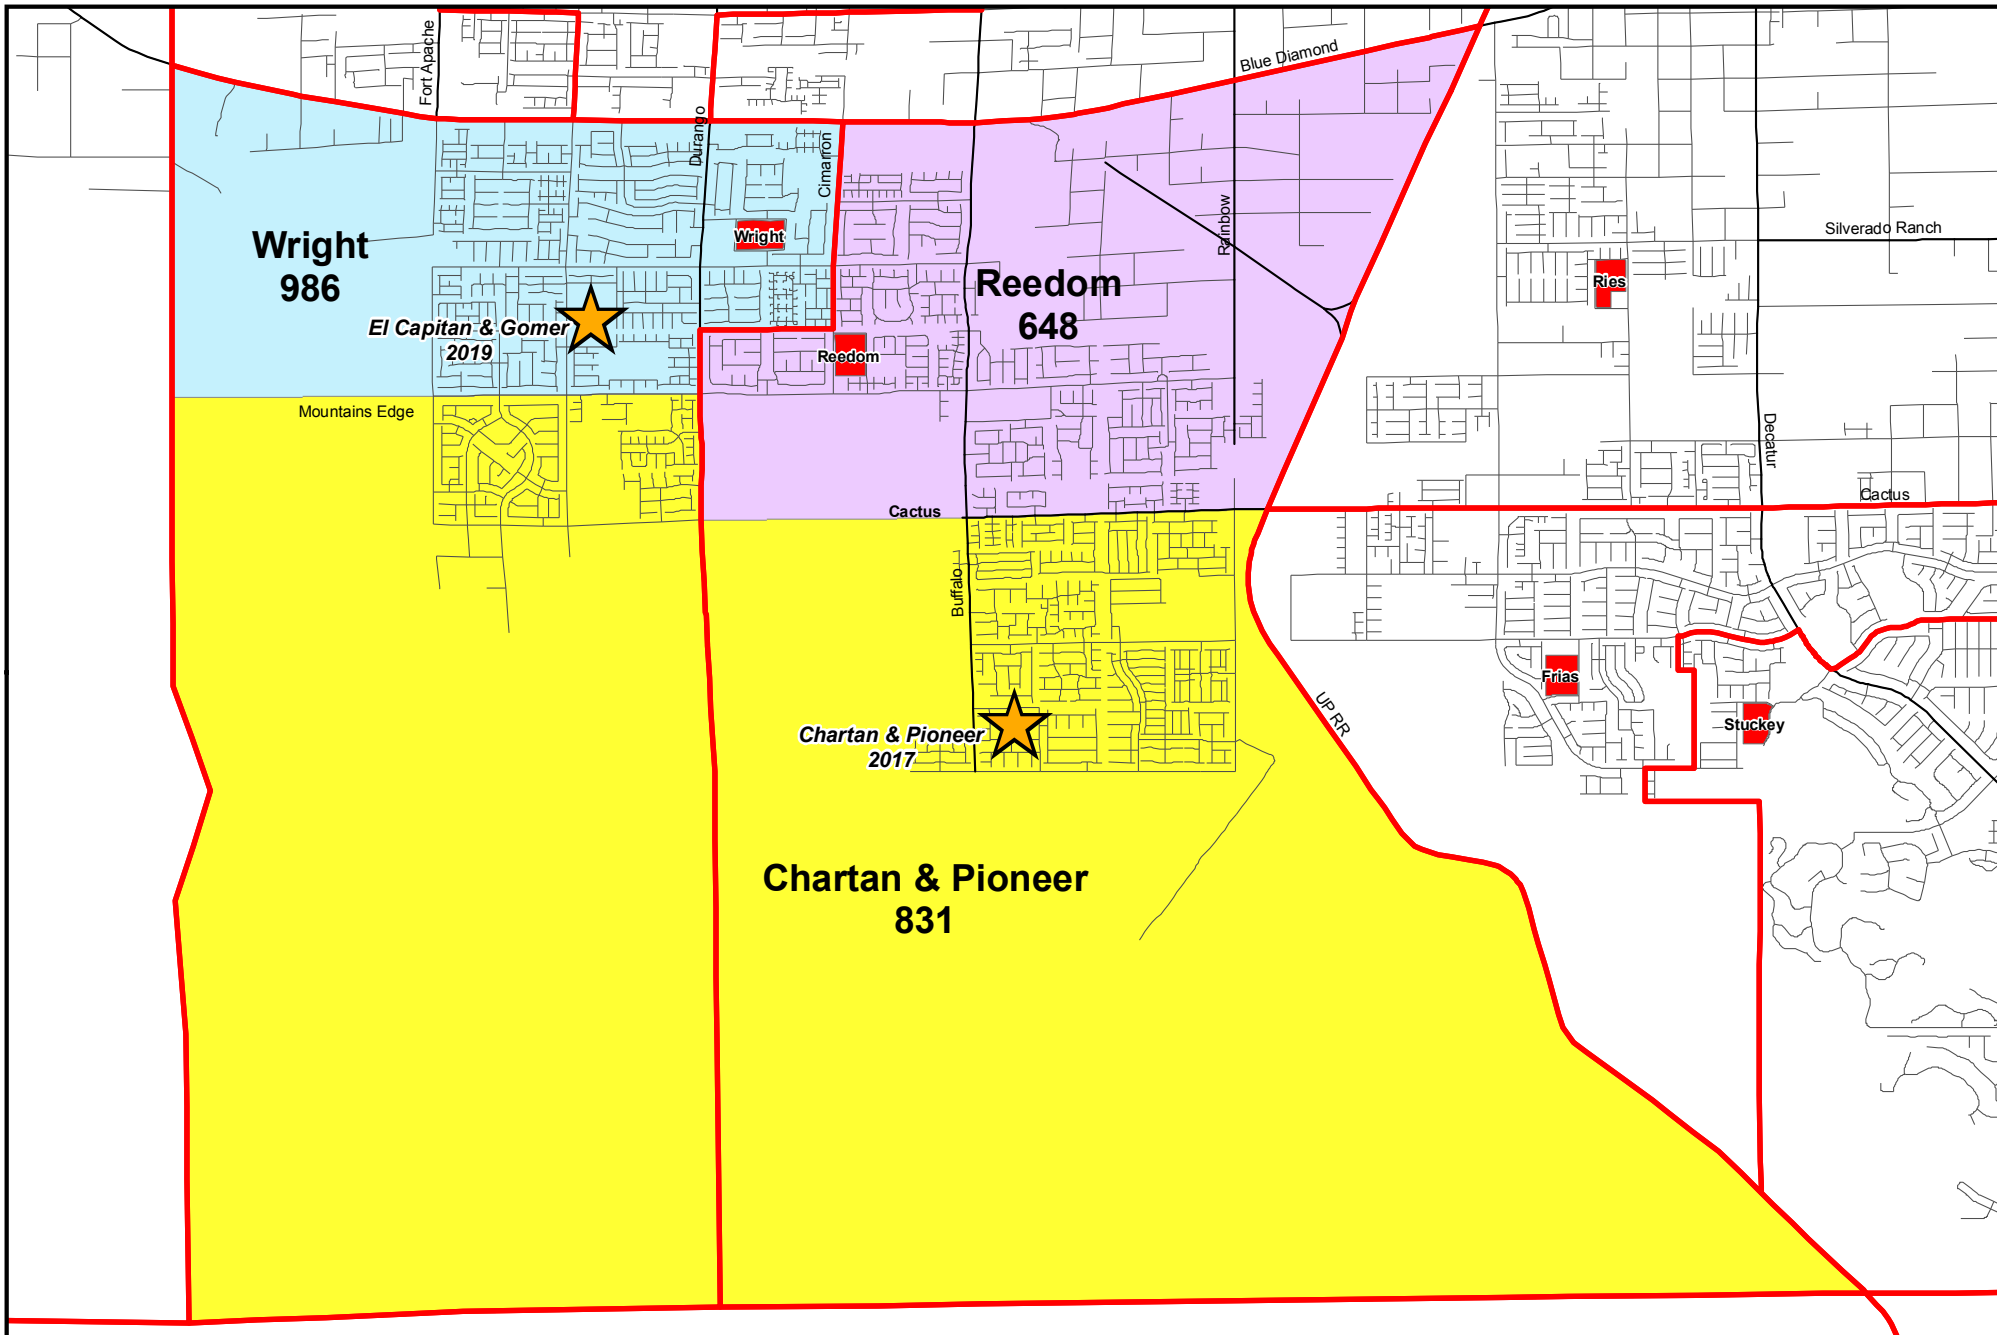 Fort Apache
Blue Diamond
Durango
Cimarron
Rainbow
Silverado Ranch
Wright
Wright
986
Reedom
648
Ries
El Capitan & Gomer
2019
Reedom
Mountains Edge
Decatur
Cactus
Cactus
Buffalo
Frias
UP RR
Stuckey
Chartan & Pioneer
2017
Chartan & Pioneer
831